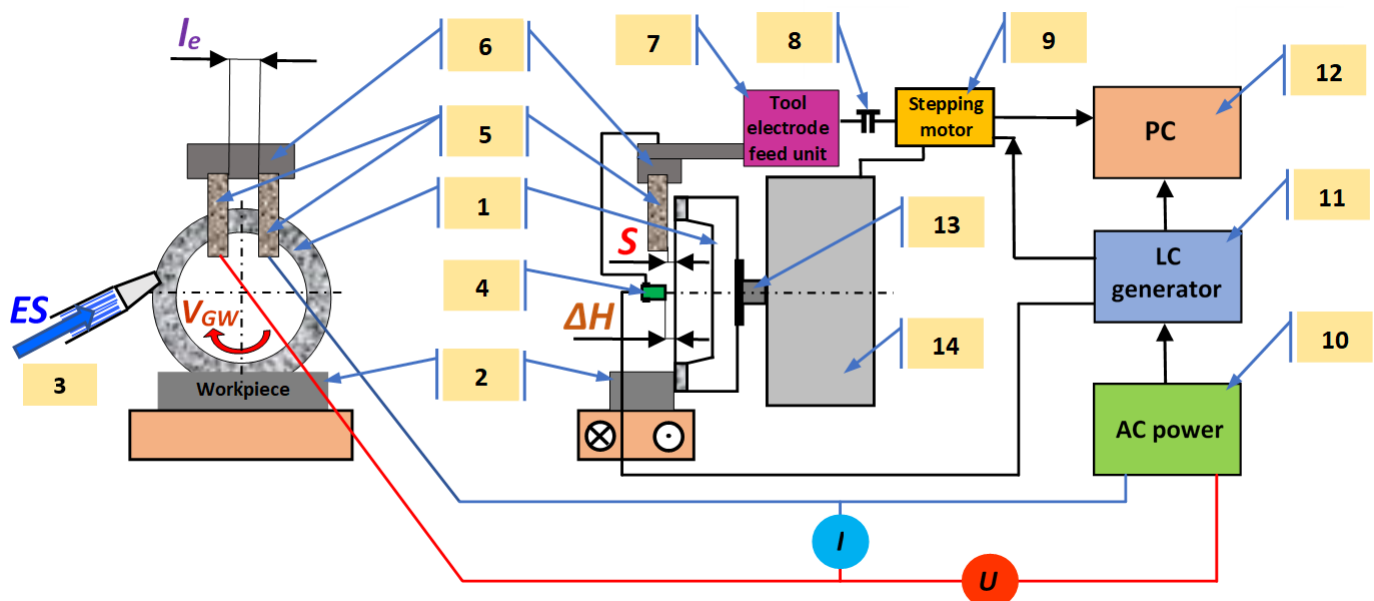 le
6
7
8
9
12
Tool
electrode
feed unit
Stepping
motor
PC
5
1
13
11
S
4
LC
generator
ES
VGW
ΔH
14
10
3
2
Workpiece
AC power
I
U